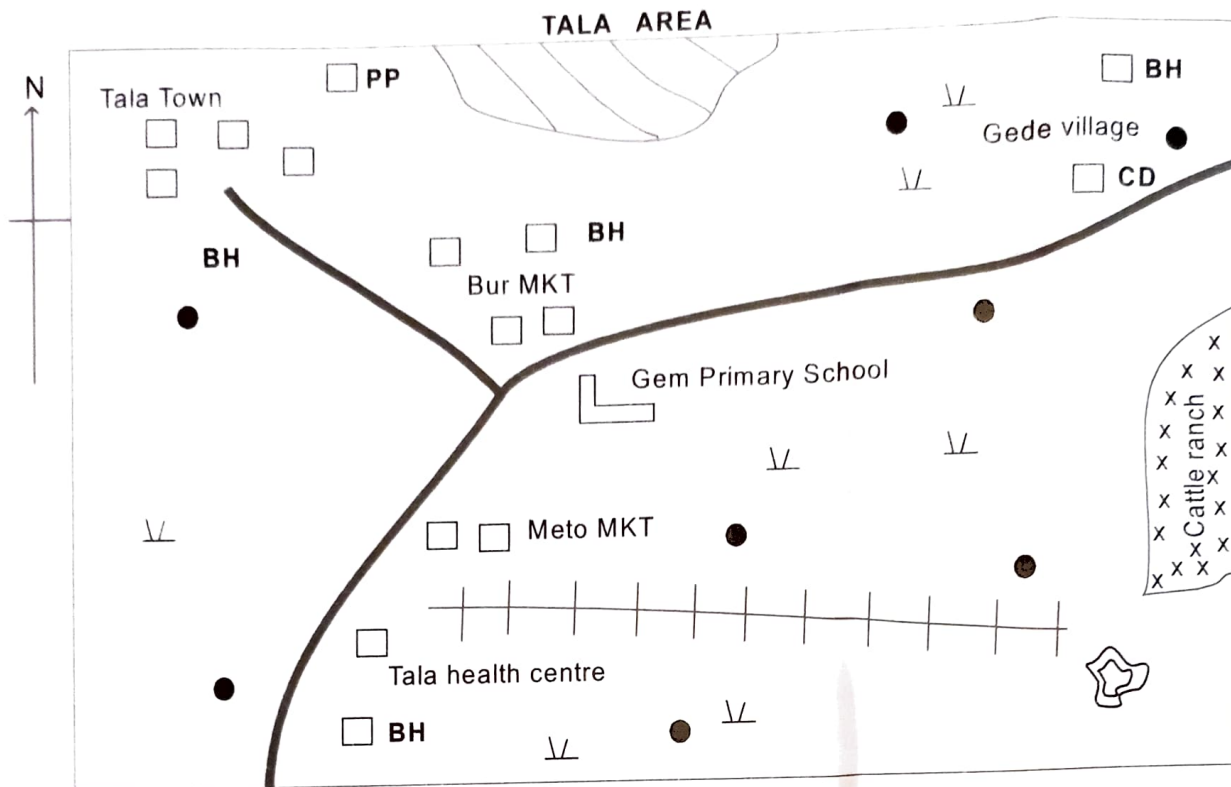 TALA AREA
N
PP
BH
Tala Town
Gede village
CD
BH
BH
Bur MKT
Gem Primary School
Cattle ranch
Meto MKT
Tala health centre
BH